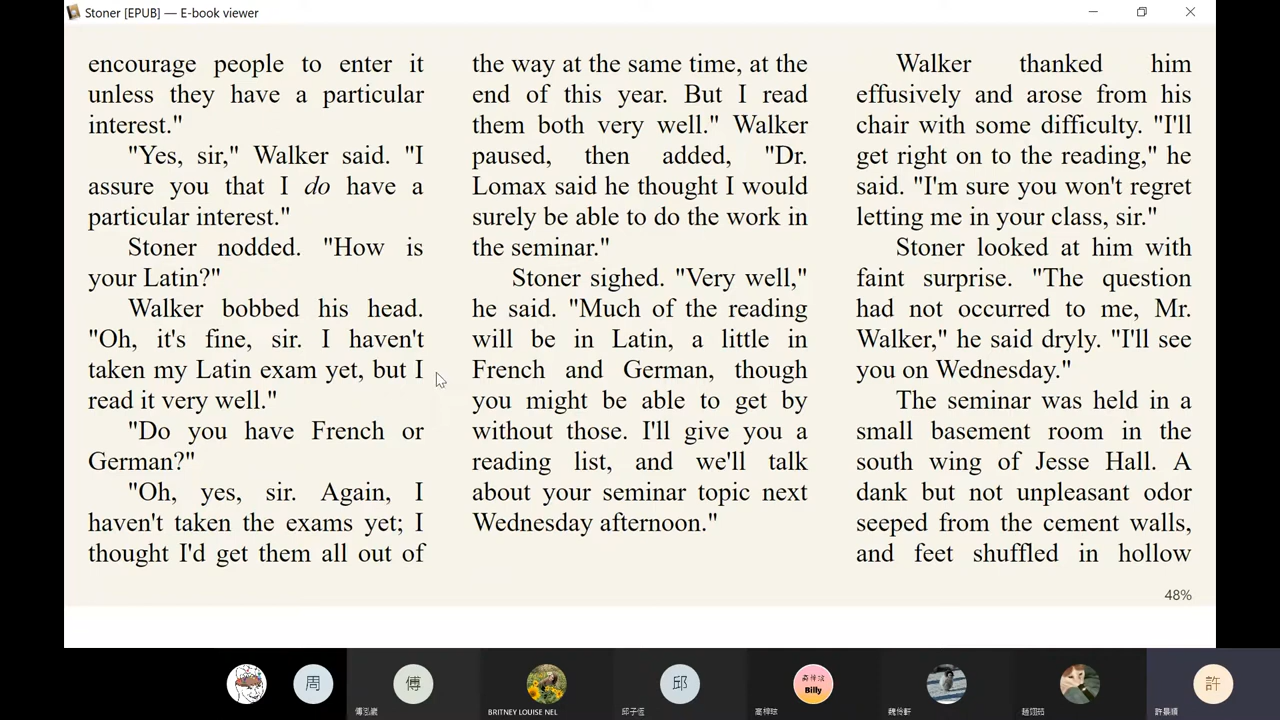 Stoner [EPUB] — E-book viewer
encourage people to enter it
unless they have a particular
interest."
"Yes, sir," Walker said. "I
assure you that I do have a
particular interest."
Stoner nodded. "How is
your Latin?"
Walker bobbed his head.
"Oh, it's fine, sir. I haven't
taken my Latin exam yet, but I
read it very well."
"Do you have French or
German?"
"Oh, yes, sir. Again, I
haven't taken the exams yet; I
thought I'd get them all out of
the way at the same time, at the
end of this year. But I read
them both very well." Walker
paused, then added, "Dr.
Lomax said he thought I would
surely be able to do the work in
the seminar."
Stoner sighed. "Very well,"
he said. "Much of the reading
will be in Latin, a little in
French and German, though
you might be able to get by
without those. I'll give you a
reading list, and we'll talk
about your seminar topic next
Wednesday afternoon."
Walker thanked him
effusively and arose from his
chair with some difficulty. "I'll
get right on to the reading," he
said. "I'm sure you won't regret
letting me in your class, sir."
Stoner looked at him with
faint surprise. "The question
had not occurred to me, Mr.
Walker," he said dryly. "I'll see
you on Wednesday."
The seminar was held in a
small basement room in the
south wing of Jesse Hall. A
dank but not unpleasant odor
seeped from the cement walls,
and feet shuffled in hollow
48%
周
傅
邱
Billy
許
BRITNEY LOUISE NEL
邱子恆